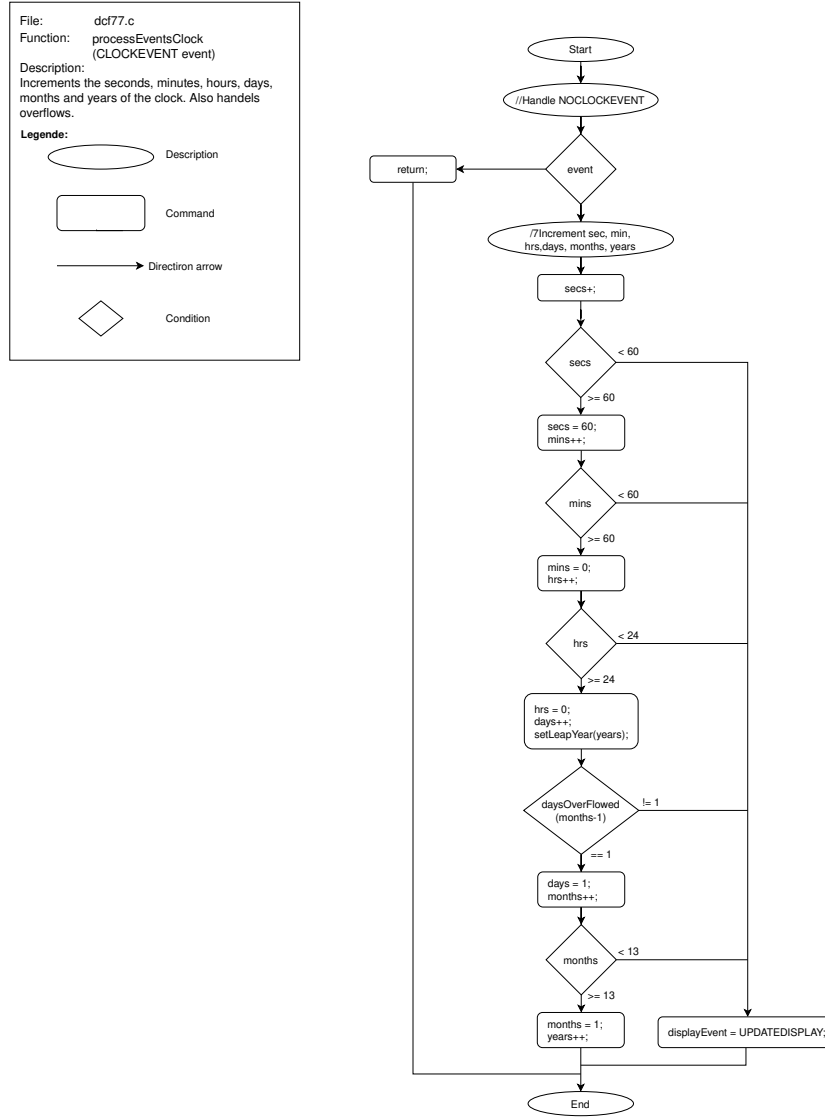 File: dcf77.c
Function: processEventsClock
(CLOCKEVENT event)
Description:
Increments the seconds, minutes, hours, days,
months and years of the clock. Also handels
overflows.
Legende:
Description
Command
Directiron arrow
Condition
Start
//Handle NOCLOCKEVENT
event
return;
/7Increment sec, min,
hrs,days, months, years
secs+;
secs
< 60
>= 60
secs = 60;
mins++;
mins
< 60
>= 60
mins = 0;
hrs++;
hrs
< 24
>= 24
hrs = 0;
days++;
setLeapYear(years);
daysOverFlowed
(months-1)
!= 1
== 1
days = 1;
months++;
months
< 13
>= 13
months = 1;
years++;
displayEvent = UPDATEDISPLAY;
End